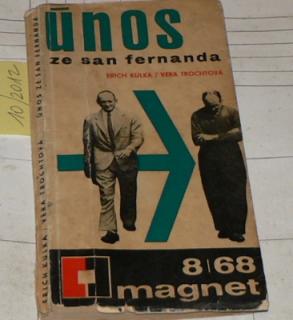 únos
ze san fernanda
ERICH KULKA / VĚRA TROCHTOVÁ
8|68
magnet
ERICH KULKA / VĚRA TROCHTOVÁ   ÚNOS ZE SAN FERNANDA
10/2012